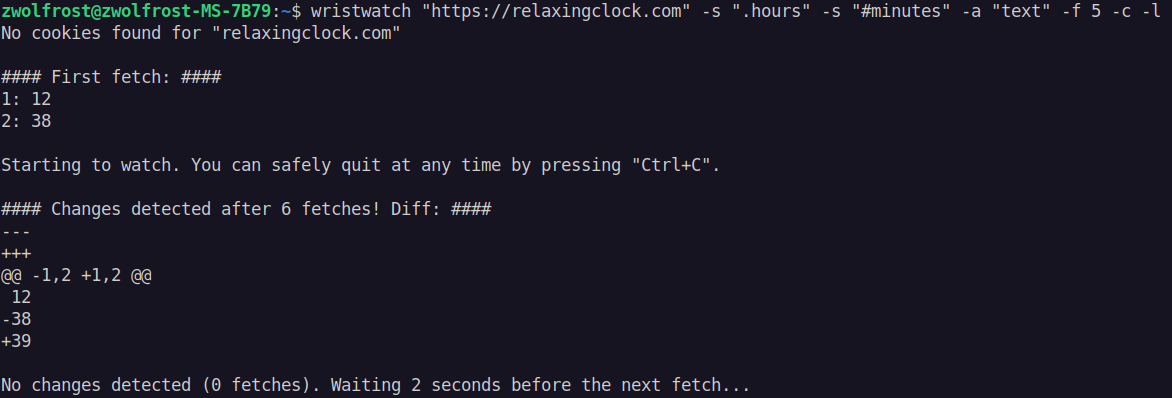 zwolfrost@zwolfrost-MS-7B79:~$ wristwatch "https://relaxingclock.com" -s ".hours" -s "#minutes" -a "text" -f 5 -c -l
No cookies found for "relaxingclock.com"
#### First fetch: ####
1: 12
2: 38
Starting to watch. You can safely quit at any time by pressing "Ctrl+C".
#### Changes detected after 6 fetches! Diff: ####
---
+++
@@ -1,2 +1,2 @@
 12
-38
+39
No changes detected (0 fetches). Waiting 2 seconds before the next fetch...